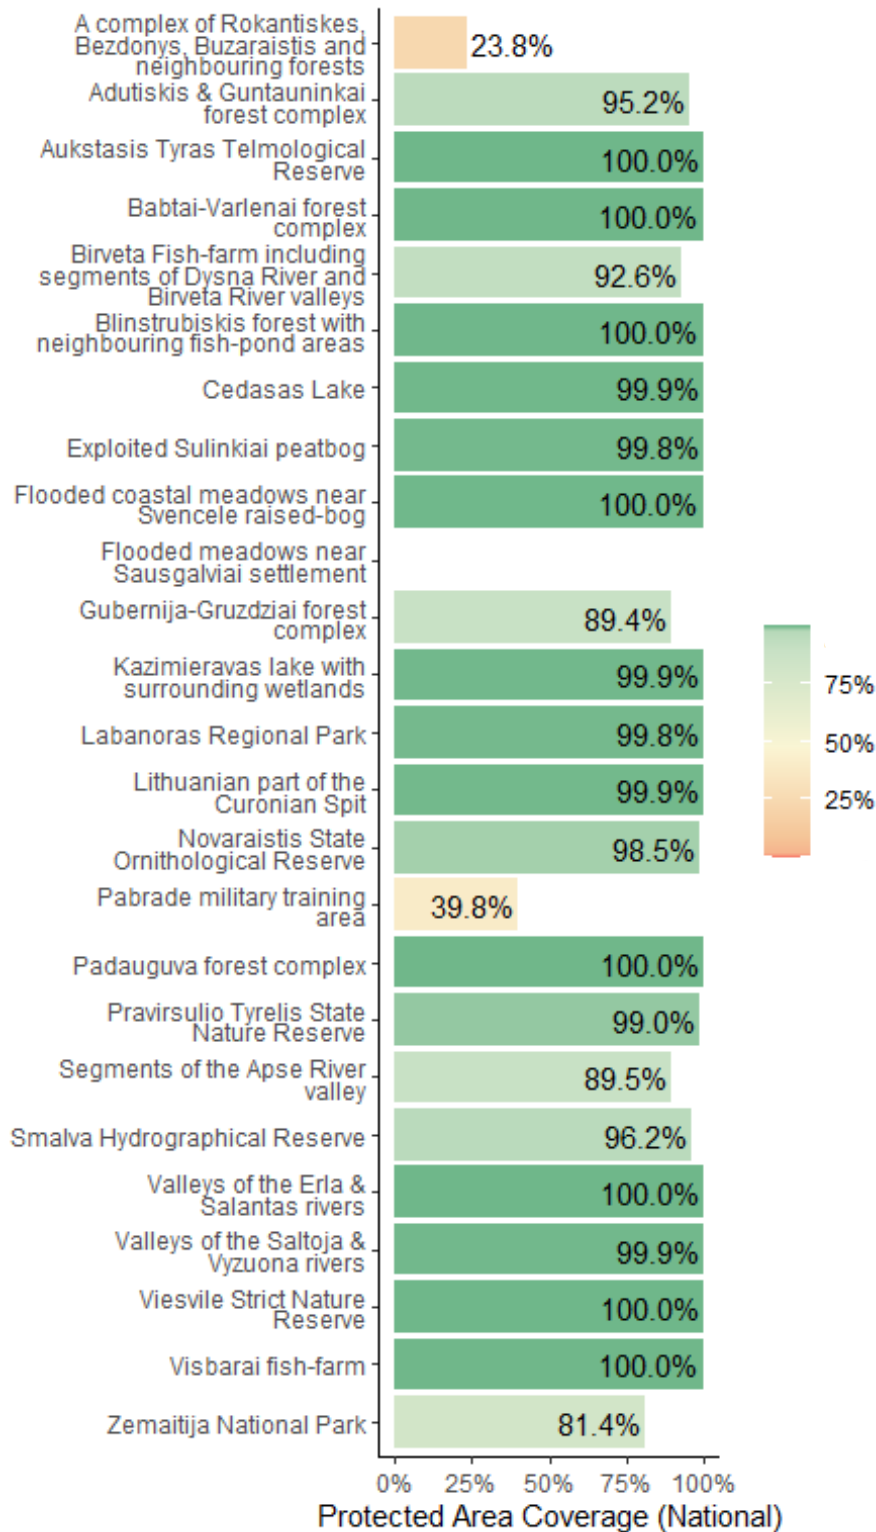 A complex of Rokantiskes,
Bezdonys, Buzaraistis and
neighbouring forests
23.8%
Adutiskis & Guntauninkai
forest complex
95.2%
Aukstasis Tyras Telmological
Reserve
100.0%
Babtai-Varlenai forest
complex
100.0%
Birveta Fish-farm including
segments of Dysna River and
Birveta River valleys
92.6%
Blinstrubiskis forest with
neighbouring fish-pond areas
100.0%
Cedasas Lake
99.9%
Exploited Sulinkiai peatbog
99.8%
Flooded coastal meadows near
Svencele raised-bog
100.0%
Flooded meadows near
Sausgalviai settlement
Gubernija-Gruzdziai forest
complex
89.4%
Kazimieravas lake with
surrounding wetlands
99.9%
Labanoras Regional Park
99.8%
Lithuanian part of the
Curonian Spit
99.9%
Novaraistis State
Ornithological Reserve
98.5%
Pabrade military training
area
39.8%
Padauguva forest complex
100.0%
Pravirsulio Tyrelis State
Nature Reserve
99.0%
Segments of the Apse River
valley
89.5%
Smalva Hydrographical Reserve
96.2%
Valleys of the Erla &
Salantas rivers
100.0%
Valleys of the Saltoja &
Vyzuona rivers
99.9%
Viesvile Strict Nature
Reserve
100.0%
Visbarai fish-farm
100.0%
Zemaitija National Park
81.4%
0% 25% 50% 75% 100%
Protected Area Coverage (National)
75%
50%
25%